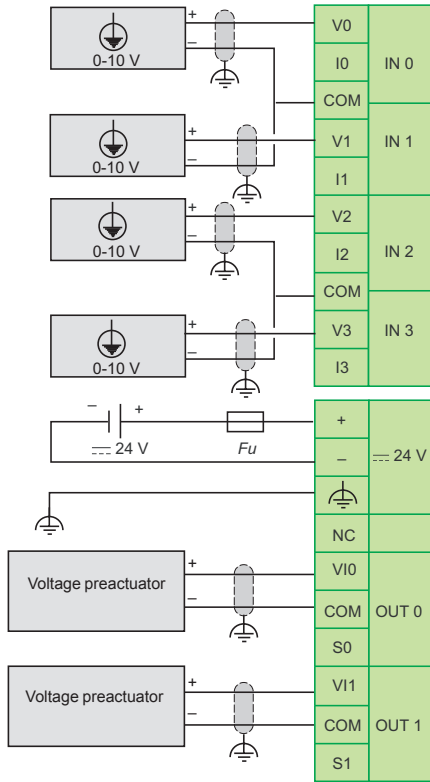 + V0
–
0-10 V I0 IN 0
COM
+ V1 IN 1
–
0-10 V I1
+ V2
–
0-10 V I2 IN 2
COM
+ V3 IN 3
–
0-10 V I3
– + +
24 V Fu – 24 V
NC
Voltage preactuator + VI0
– COM OUT 0
S0
Voltage preactuator + VI1
– COM OUT 1
S1